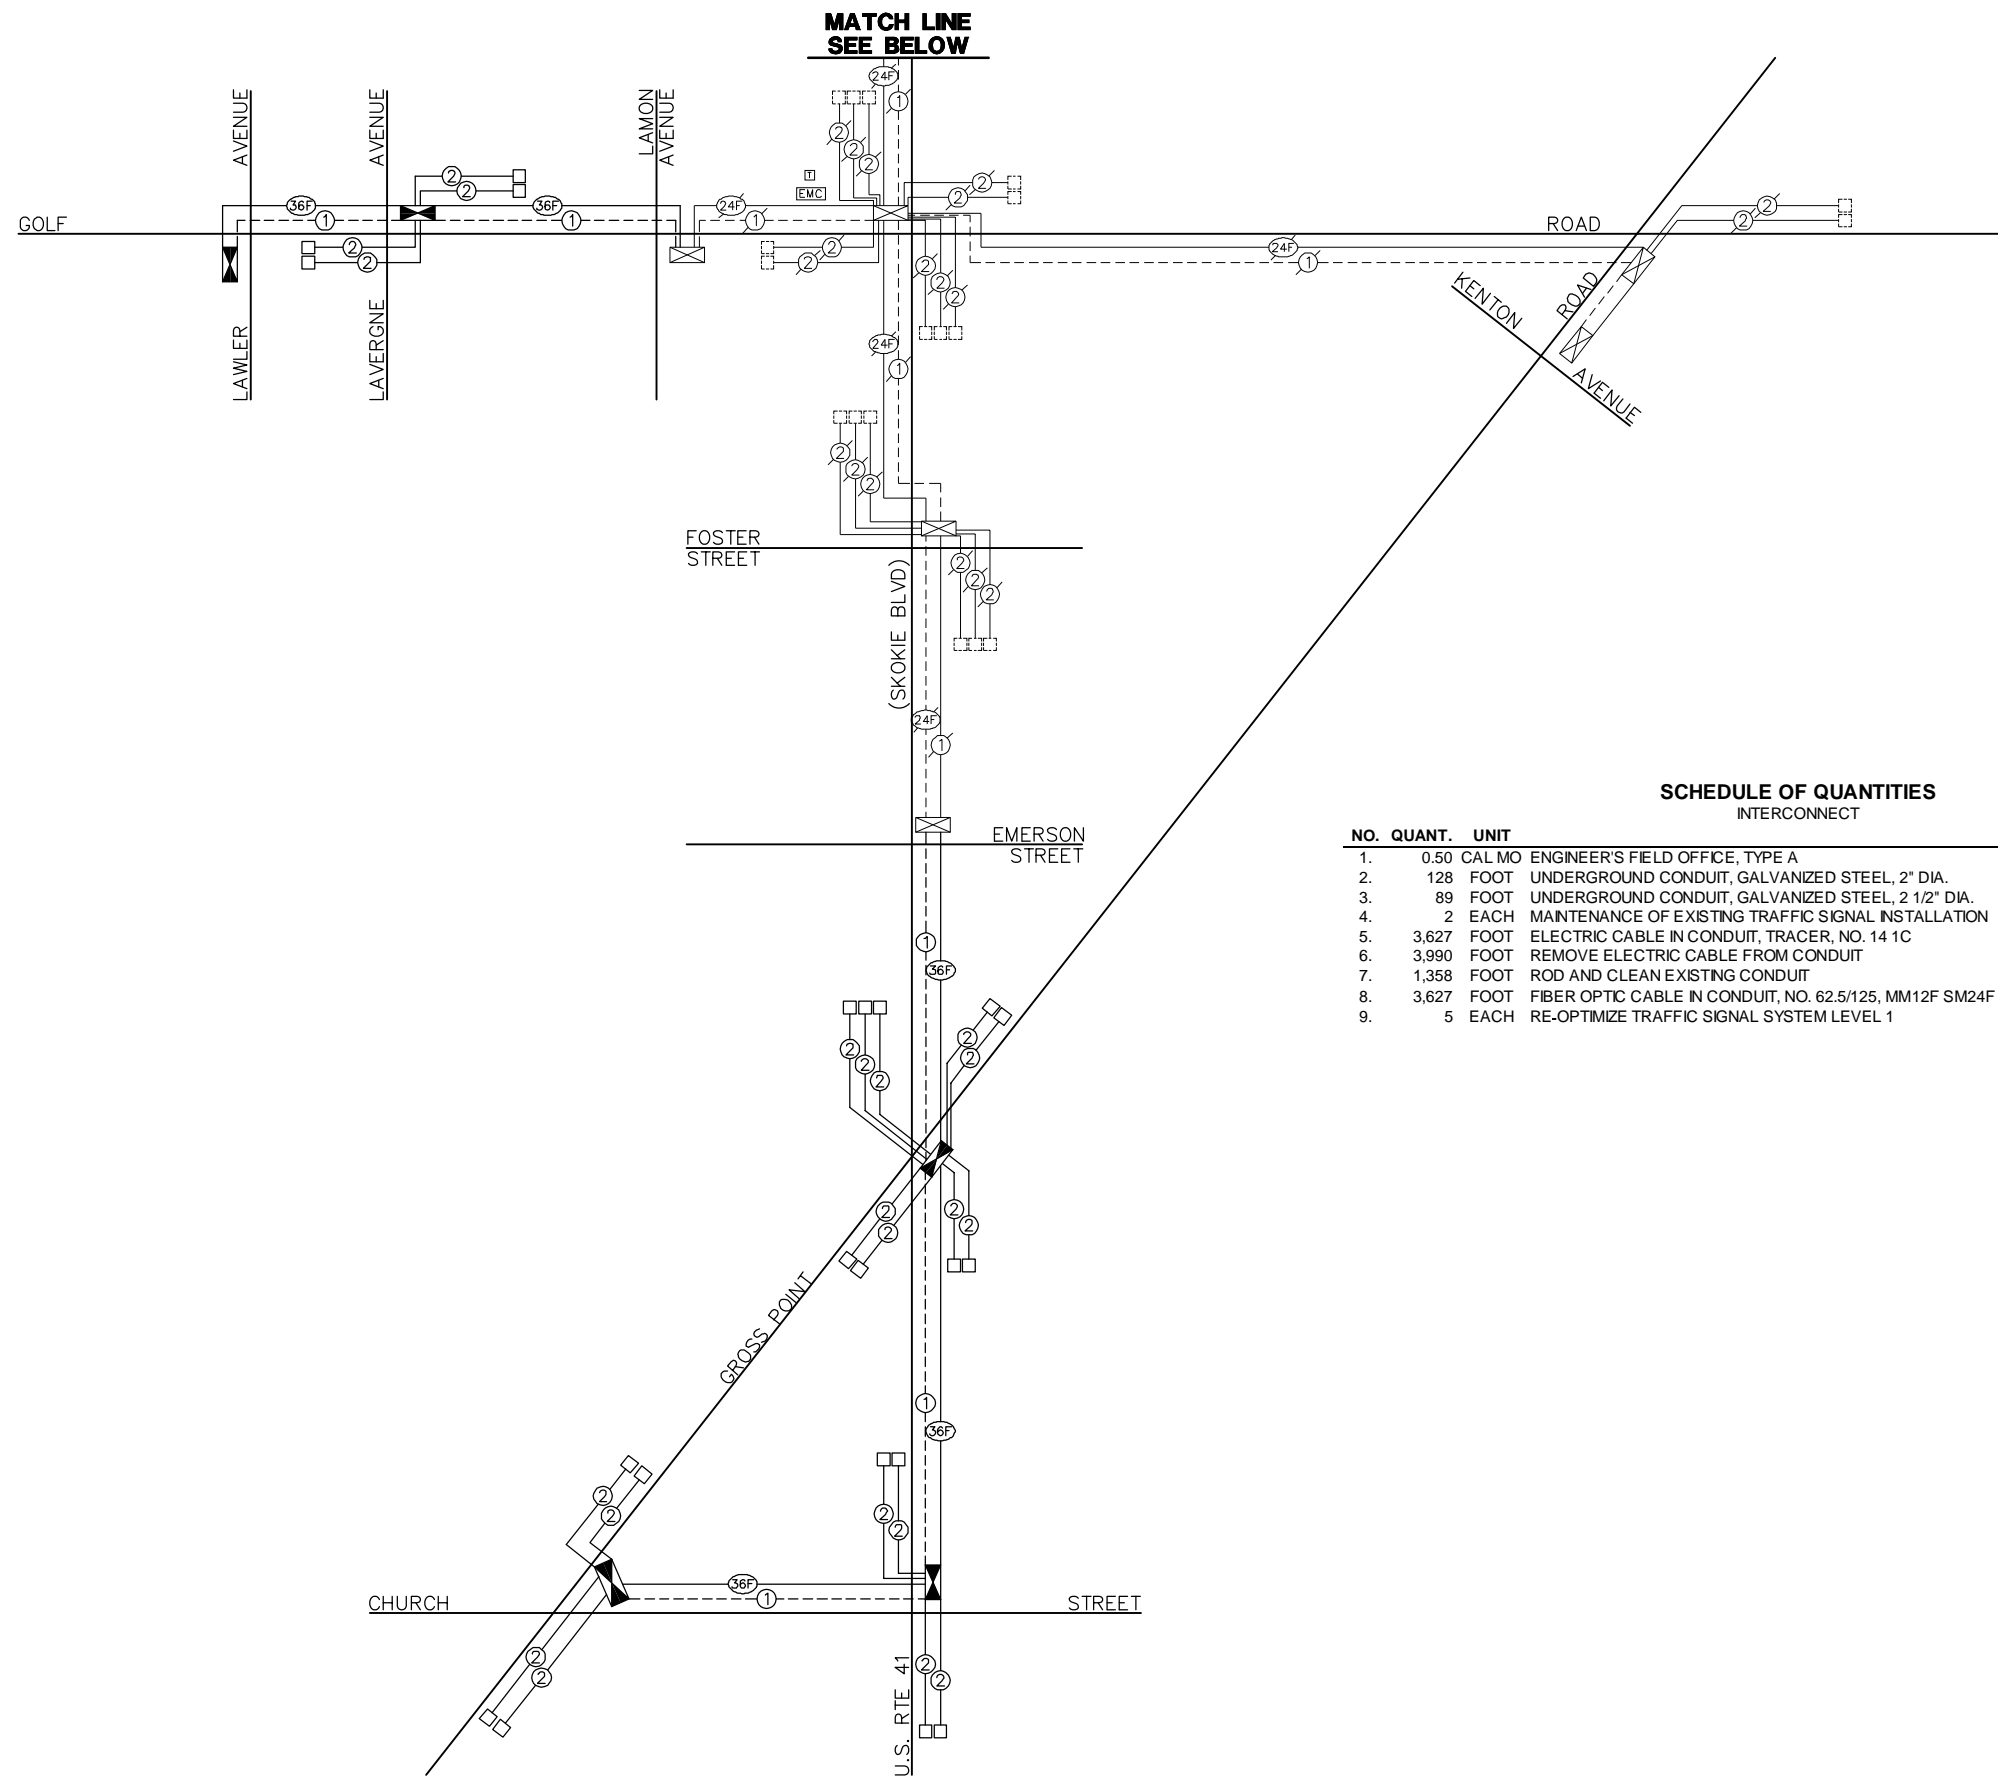 MATCH LINE
SEE BELOW
24F
1
AVENUE
AVENUE
LAMON
AVENUE
2
2
2
T
EMC
2
2
2
2
2
2
36F
1
36F
1
24F
1
GOLF
ROAD
2
2
2
2
24F
1
2
2
2
LAWLER
LAVERGNE
KENTON
ROAD
AVENUE
24F
1
2
2
2
FOSTER
STREET
2
2
2
(SKOKIE BLVD)
24F
1
EMERSON
STREET
SCHEDULE OF QUANTITIES
INTERCONNECT
NO. QUANT. UNIT
1. 0.50 CAL MO ENGINEER'S FIELD OFFICE, TYPE A
2. 128 FOOT UNDERGROUND CONDUIT, GALVANIZED STEEL, 2" DIA.
3. 89 FOOT UNDERGROUND CONDUIT, GALVANIZED STEEL, 2 1/2" DIA.
4. 2 EACH MAINTENANCE OF EXISTING TRAFFIC SIGNAL INSTALLATION
5. 3,627 FOOT ELECTRIC CABLE IN CONDUIT, TRACER, NO. 14 1C
6. 3,990 FOOT REMOVE ELECTRIC CABLE FROM CONDUIT
7. 1,358 FOOT ROD AND CLEAN EXISTING CONDUIT
8. 3,627 FOOT FIBER OPTIC CABLE IN CONDUIT, NO. 62.5/125, MM12F SM24F
9. 5 EACH RE-OPTIMIZE TRAFFIC SIGNAL SYSTEM LEVEL 1
1
36F
2
2
2
2
2
2
2
2
2
GROSS POINT
1
36F
2
2
2
2
36F
1
CHURCH
STREET
2
2
2
2
U.S. RTE 41